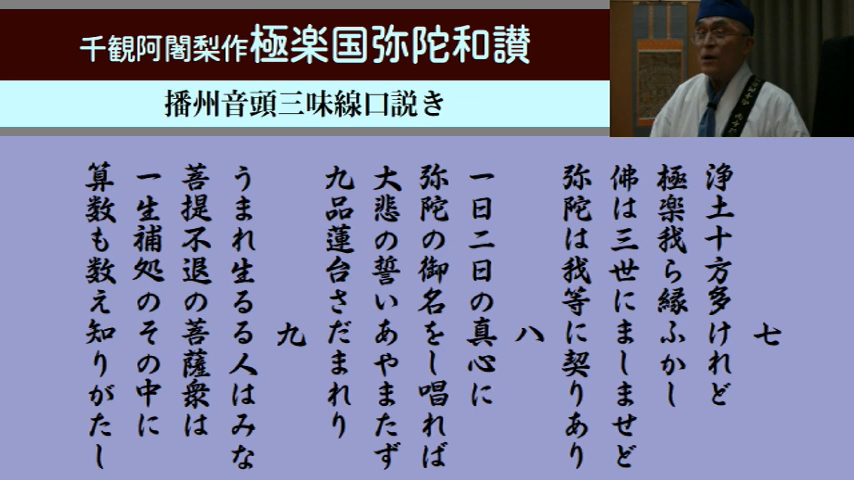 千観阿闍梨作極楽国弥陀和讃
播州音頭三味線口説き
七
浄土十方多けれど
極楽我ら縁ふかし
佛は三世にましませど
弥陀は我等に契りあり
八
一日二日の真心に
弥陀の御名をし唱れば
大悲の誓いあやまたず
九品蓮台さだまれり
九
うまれ生るる人はみな
菩提不退の菩薩衆は
一生補処のその中に
算数も数え知りがたし